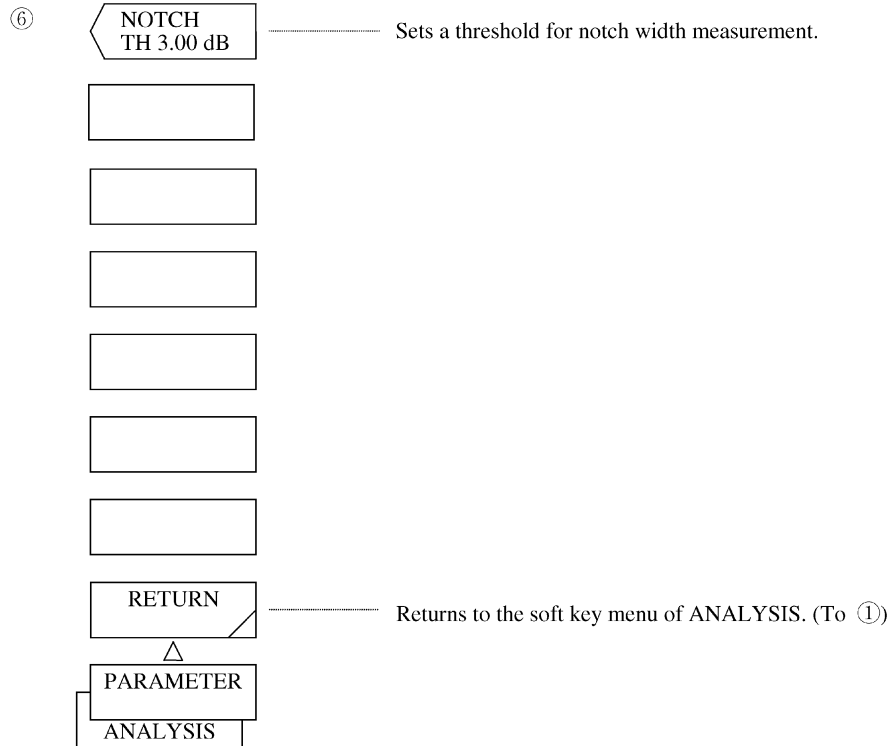 ⑥
NOTCH
TH 3.00 dB
Sets a threshold for notch width measurement.
RETURN
Returns to the soft key menu of ANALYSIS. (To ①)
PARAMETER
ANALYSIS